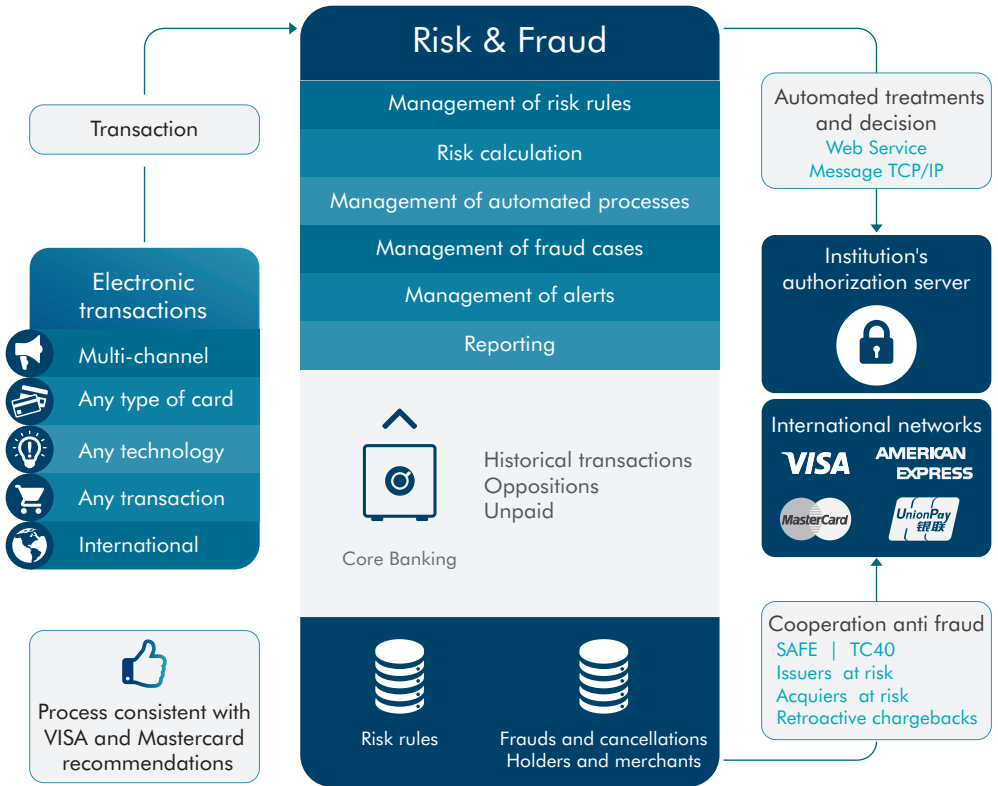 Risk & Fraud
Management of risk rules
Risk calculation
Management of automated processes
Management of fraud cases
Management of alerts
Reporting
Transaction
Electronic
transactions
Multi-channel
Any type of card
Any technology
Any transaction
International
Process consistent with
VISA and Mastercard
recommendations
Historical transactions
Oppositions
Unpaid
Core Banking
Risk rules
Frauds and cancellations
Holders and merchants
Automated treatments
and decision
Web Service
Message TCP/IP
Institution's
authorization server
International networks
VISA
AMERICAN
EXPRESS
MasterCard
UnionPay
银联
Cooperation anti fraud
SAFE | TC40
Issuers at risk
Acquiers at risk
Retroactive chargebacks